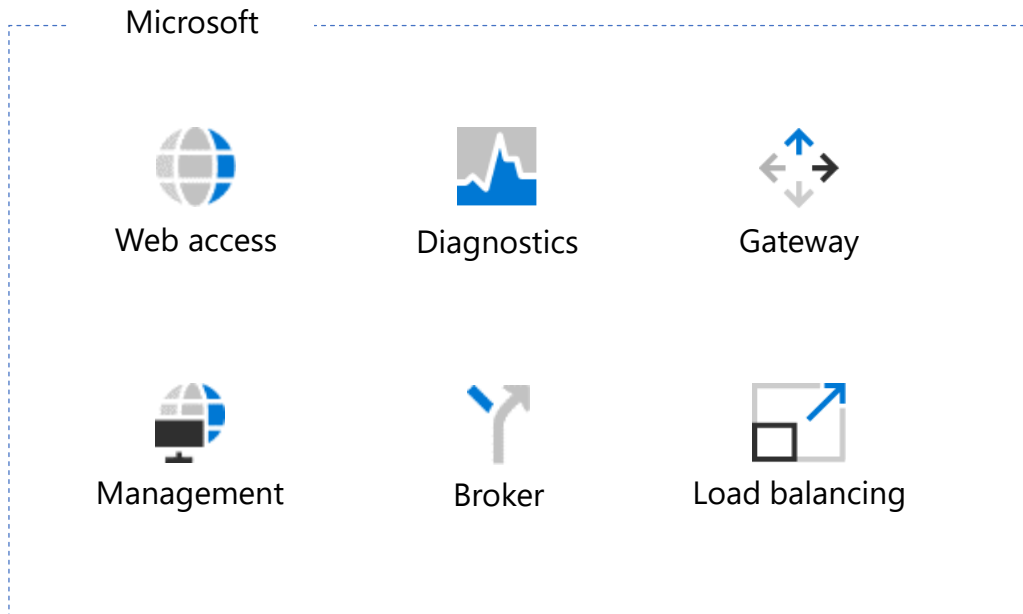 Microsoft
Web access
Diagnostics
Gateway
Management
Broker
Load balancing